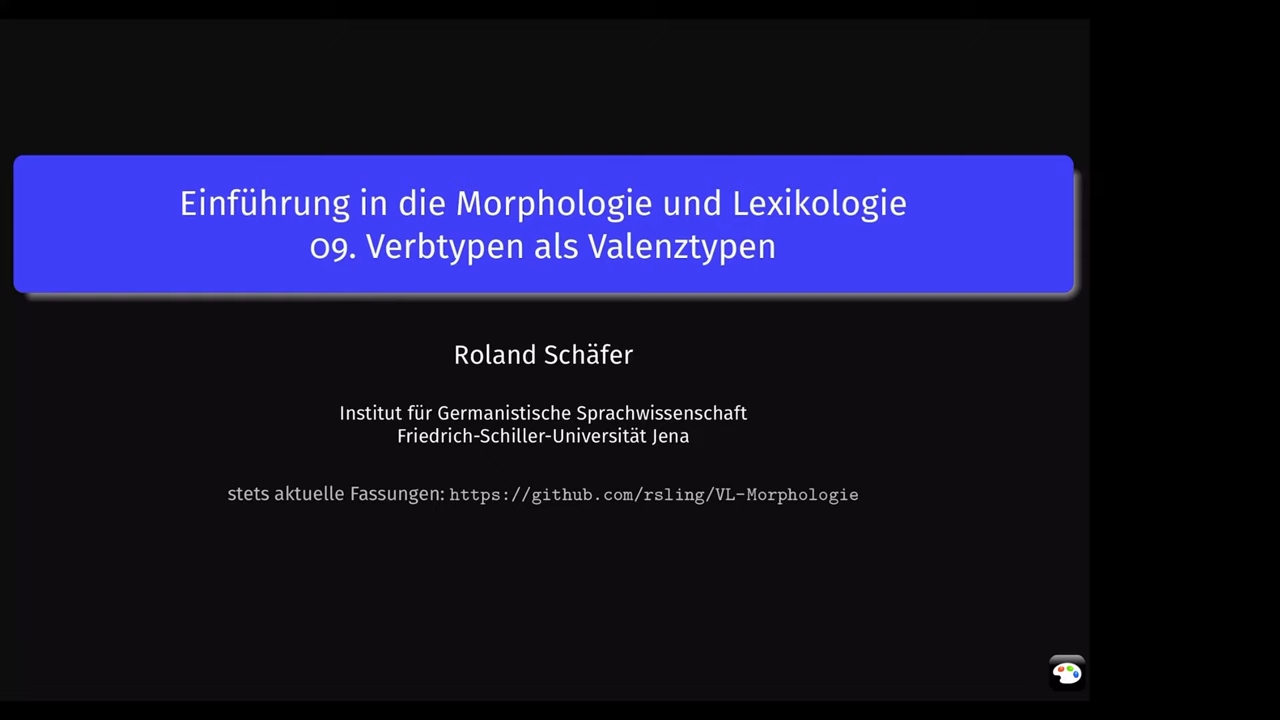 Einführung in die Morphologie und Lexikologie
09. Verbtypen als Valenztypen
Roland Schäfer
Institut für Germanistische Sprachwissenschaft
Friedrich-Schiller-Universität Jena
stets aktuelle Fassungen: https://github.com/rsling/VL-Morphologie